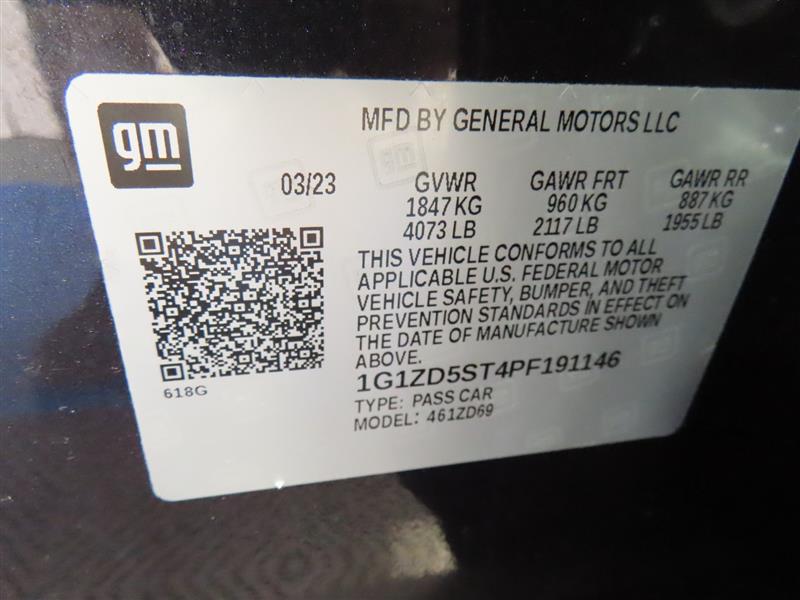 gm
MFD BY GENERAL MOTORS LLC
03/23 GVWR GAWR FRT GAWR RR
1847 KG 960 KG 887 KG
4073 LB 2117 LB 1955 LB
THIS VEHICLE CONFORMS TO ALL
APPLICABLE U.S. FEDERAL MOTOR
VEHICLE SAFETY, BUMPER, AND THEFT
PREVENTION STANDARDS IN EFFECT ON
THE DATE OF MANUFACTURE SHOWN
ABOVE.
1G1ZD5ST4PF191146
618G
TYPE: PASS CAR
MODEL: 461ZD69